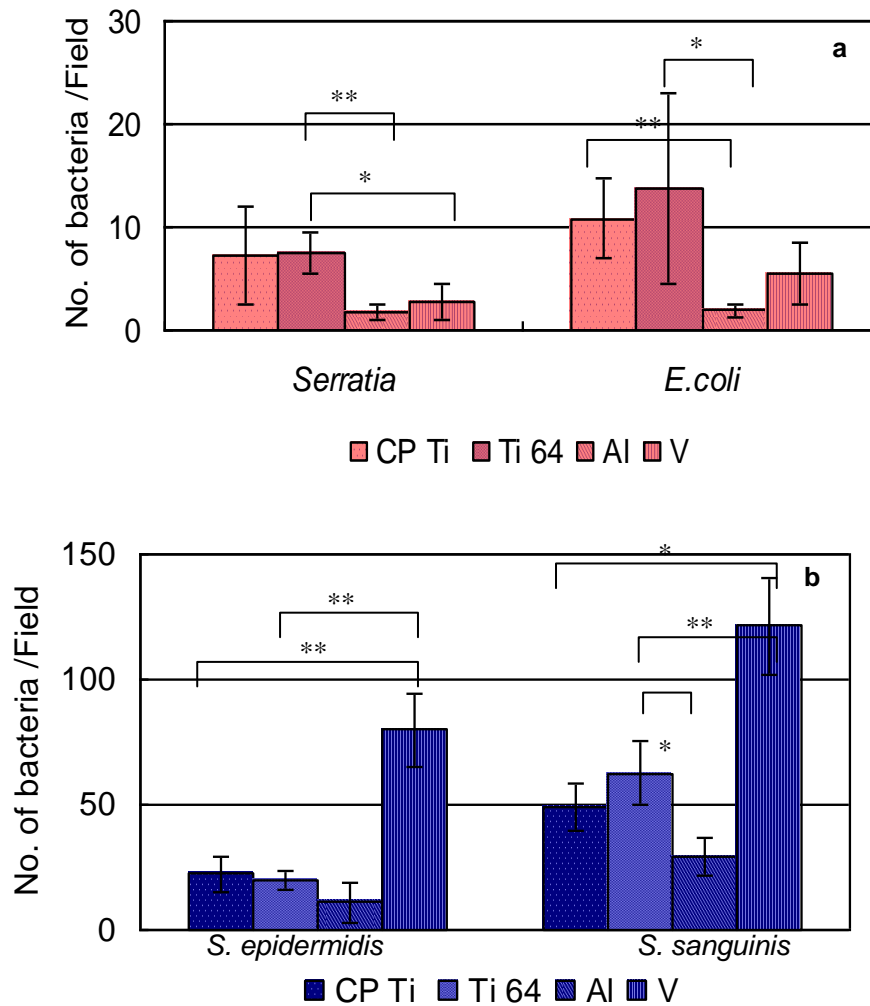 30
a
*
20
**
**
*
10
0
No. of bacteria /Field
Serratia E.coli
CP Ti Ti 64 Al V
150
b
*
**
**
100
*
50
0
No. of bacteria /Field
S. epidermidis S. sanguinis
CP Ti Ti 64 Al V